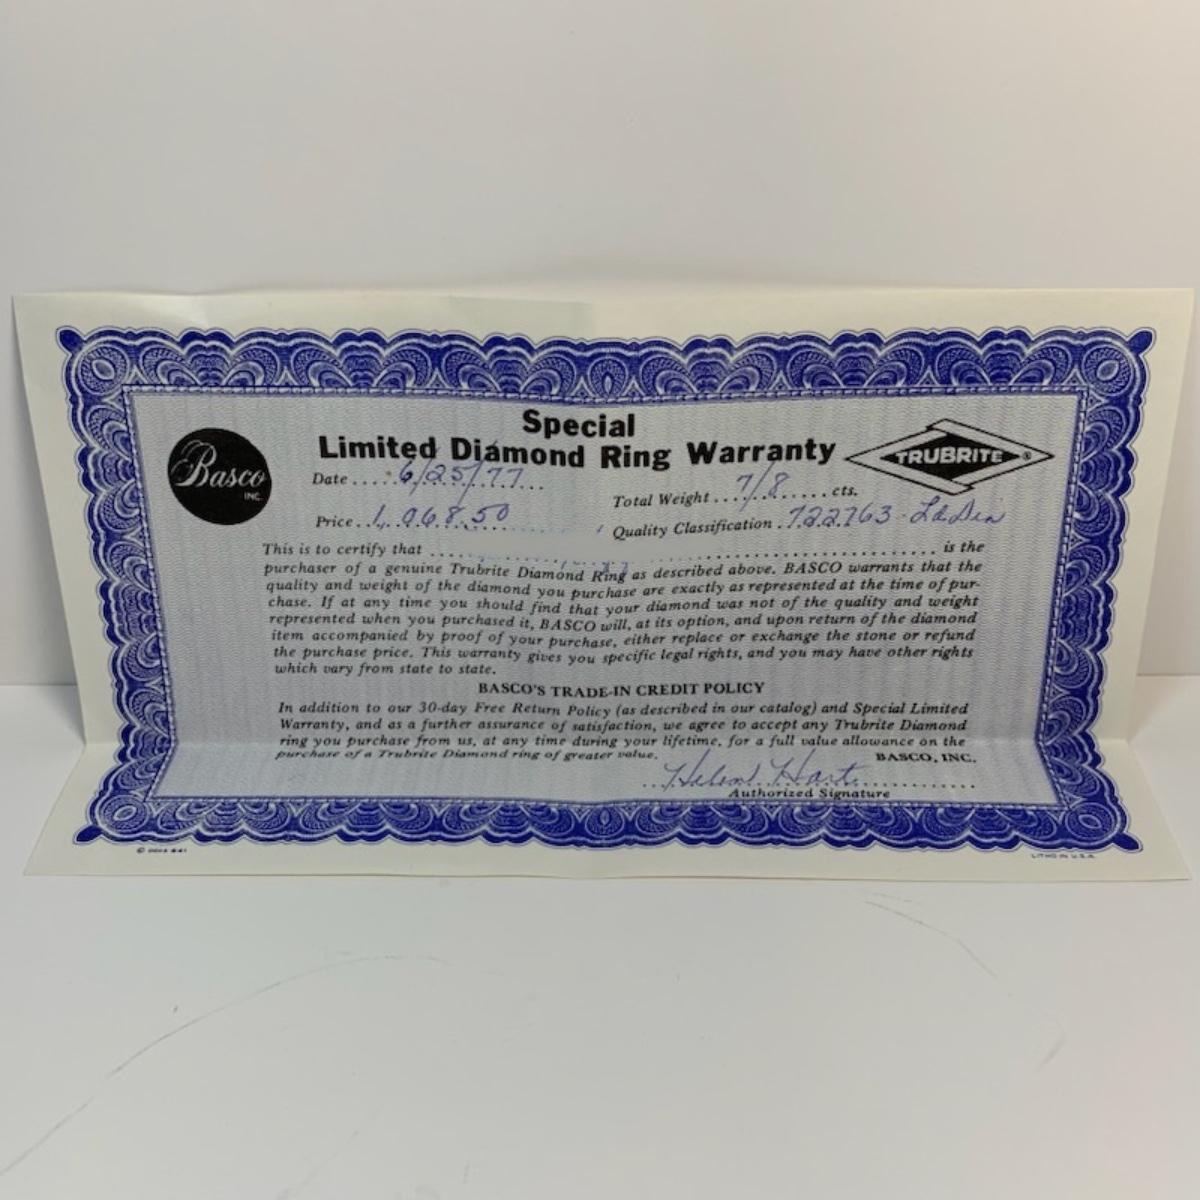 Special
Limited Diamond Ring Warranty
Basco
INC.
TRUBRITE ®
Date ....6/25/77...
Total Weight ...7/8...... cts.
Price..1,068.50
Quality Classification .722763 - LaDin
This is to certify that .................................... is the
purchaser of a genuine Trubrite Diamond Ring as described above. BASCO warrants that the
quality and weight of the diamond you purchase are exactly as represented at the time of pur-
chase. If at any time you should find that your diamond was not of the quality and weight
represented when you purchased it, BASCO will, at its option, and upon return of the diamond
item accompanied by proof of your purchase, either replace or exchange the stone or refund
the purchase price. This warranty gives you specific legal rights, and you may have other rights
which vary from state to state.
BASCO'S TRADE-IN CREDIT POLICY
In addition to our 30-day Free Return Policy (as described in our catalog) and Special Limited
Warranty, and as a further assurance of satisfaction, we agree to accept any Trubrite Diamond
ring you purchase from us, at any time during your lifetime, for a full value allowance on the
purchase of a Trubrite Diamond ring of greater value.
BASCO, INC.
Helen Hart
Authorized Signature
LITHO IN U.S.A.